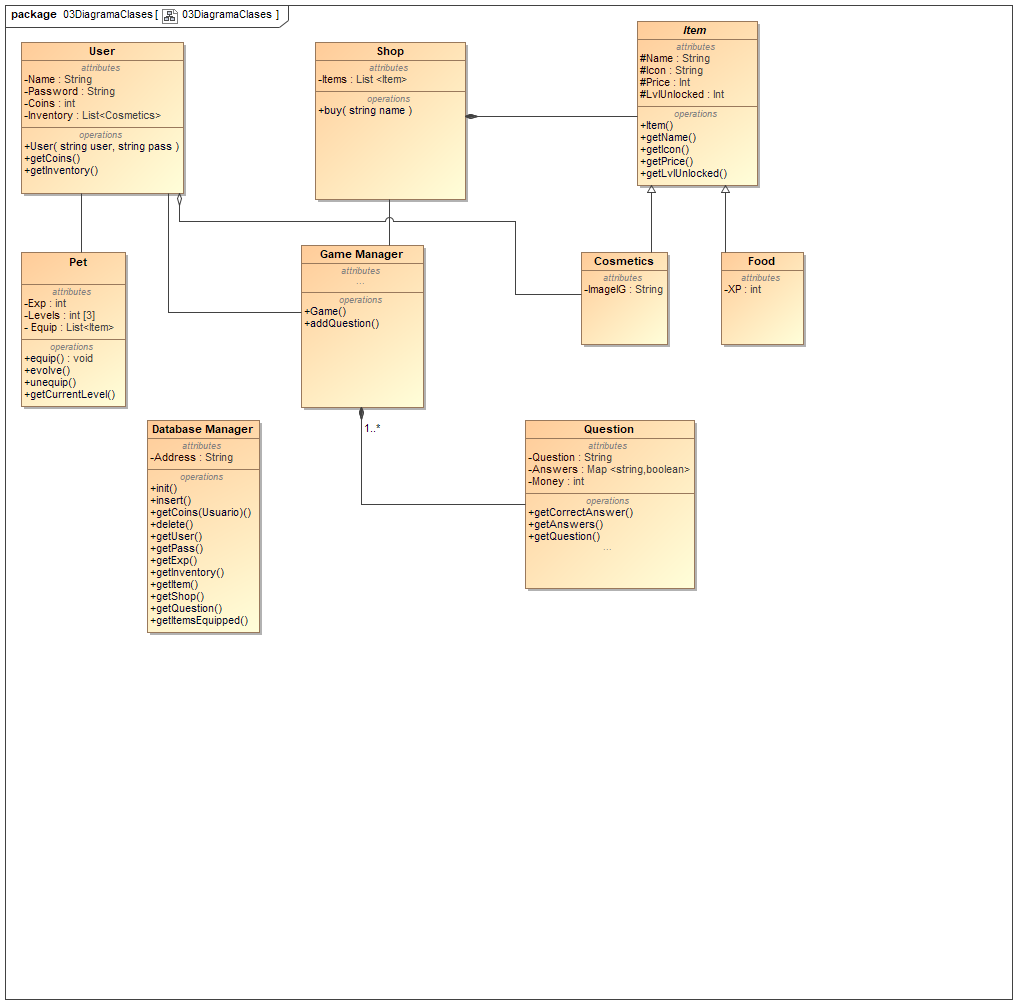 package 03DiagramaClases [ 03DiagramaClases ]
User
attributes
-Name : String
-Password : String
-Coins : int
-Inventory : List<Cosmetics>
operations
+User( string user, string pass )
+getCoins()
+getInventory()
Shop
attributes
-Items : List <Item>
operations
+buy( string name )
Item
attributes
#Name : String
#Icon : String
#Price : Int
#LvlUnlocked : Int
operations
+Item()
+getName()
+getIcon()
+getPrice()
+getLvlUnlocked()
Pet
attributes
-Exp : int
-Levels : int [3]
- Equip : List<Item>
operations
+equip() : void
+evolve()
+unequip()
+getCurrentLevel()
Game Manager
attributes
...
operations
+Game()
+addQuestion()
Cosmetics
attributes
-ImageIG : String
Food
attributes
-XP : int
1..*
Database Manager
attributes
-Address : String
operations
+init()
+insert()
+getCoins(Usuario)()
+delete()
+getUser()
+getPass()
+getExp()
+getInventory()
+getItem()
+getShop()
+getQuestion()
+getItemsEquipped()
Question
attributes
-Question : String
-Answers : Map <string,boolean>
-Money : int
operations
+getCorrectAnswer()
+getAnswers()
+getQuestion()
...